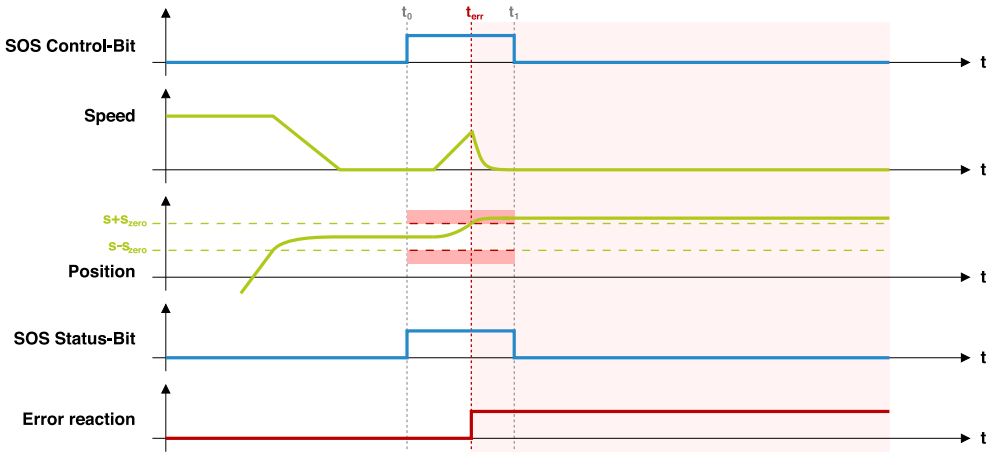 t0 terr t1
SOS Control-Bit t
Speed
t
s+szero
s–szero
Position t
SOS Status-Bit
t
Error reaction
t